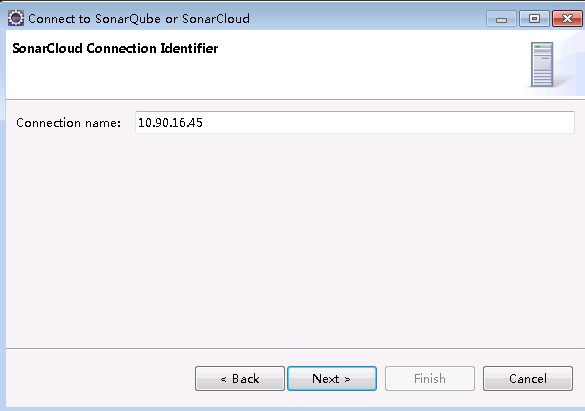 Connect to SonarQube or SonarCloud
SonarCloud Connection Identifier
Connection name: 10.90.16.45
< Back Next > Finish Cancel